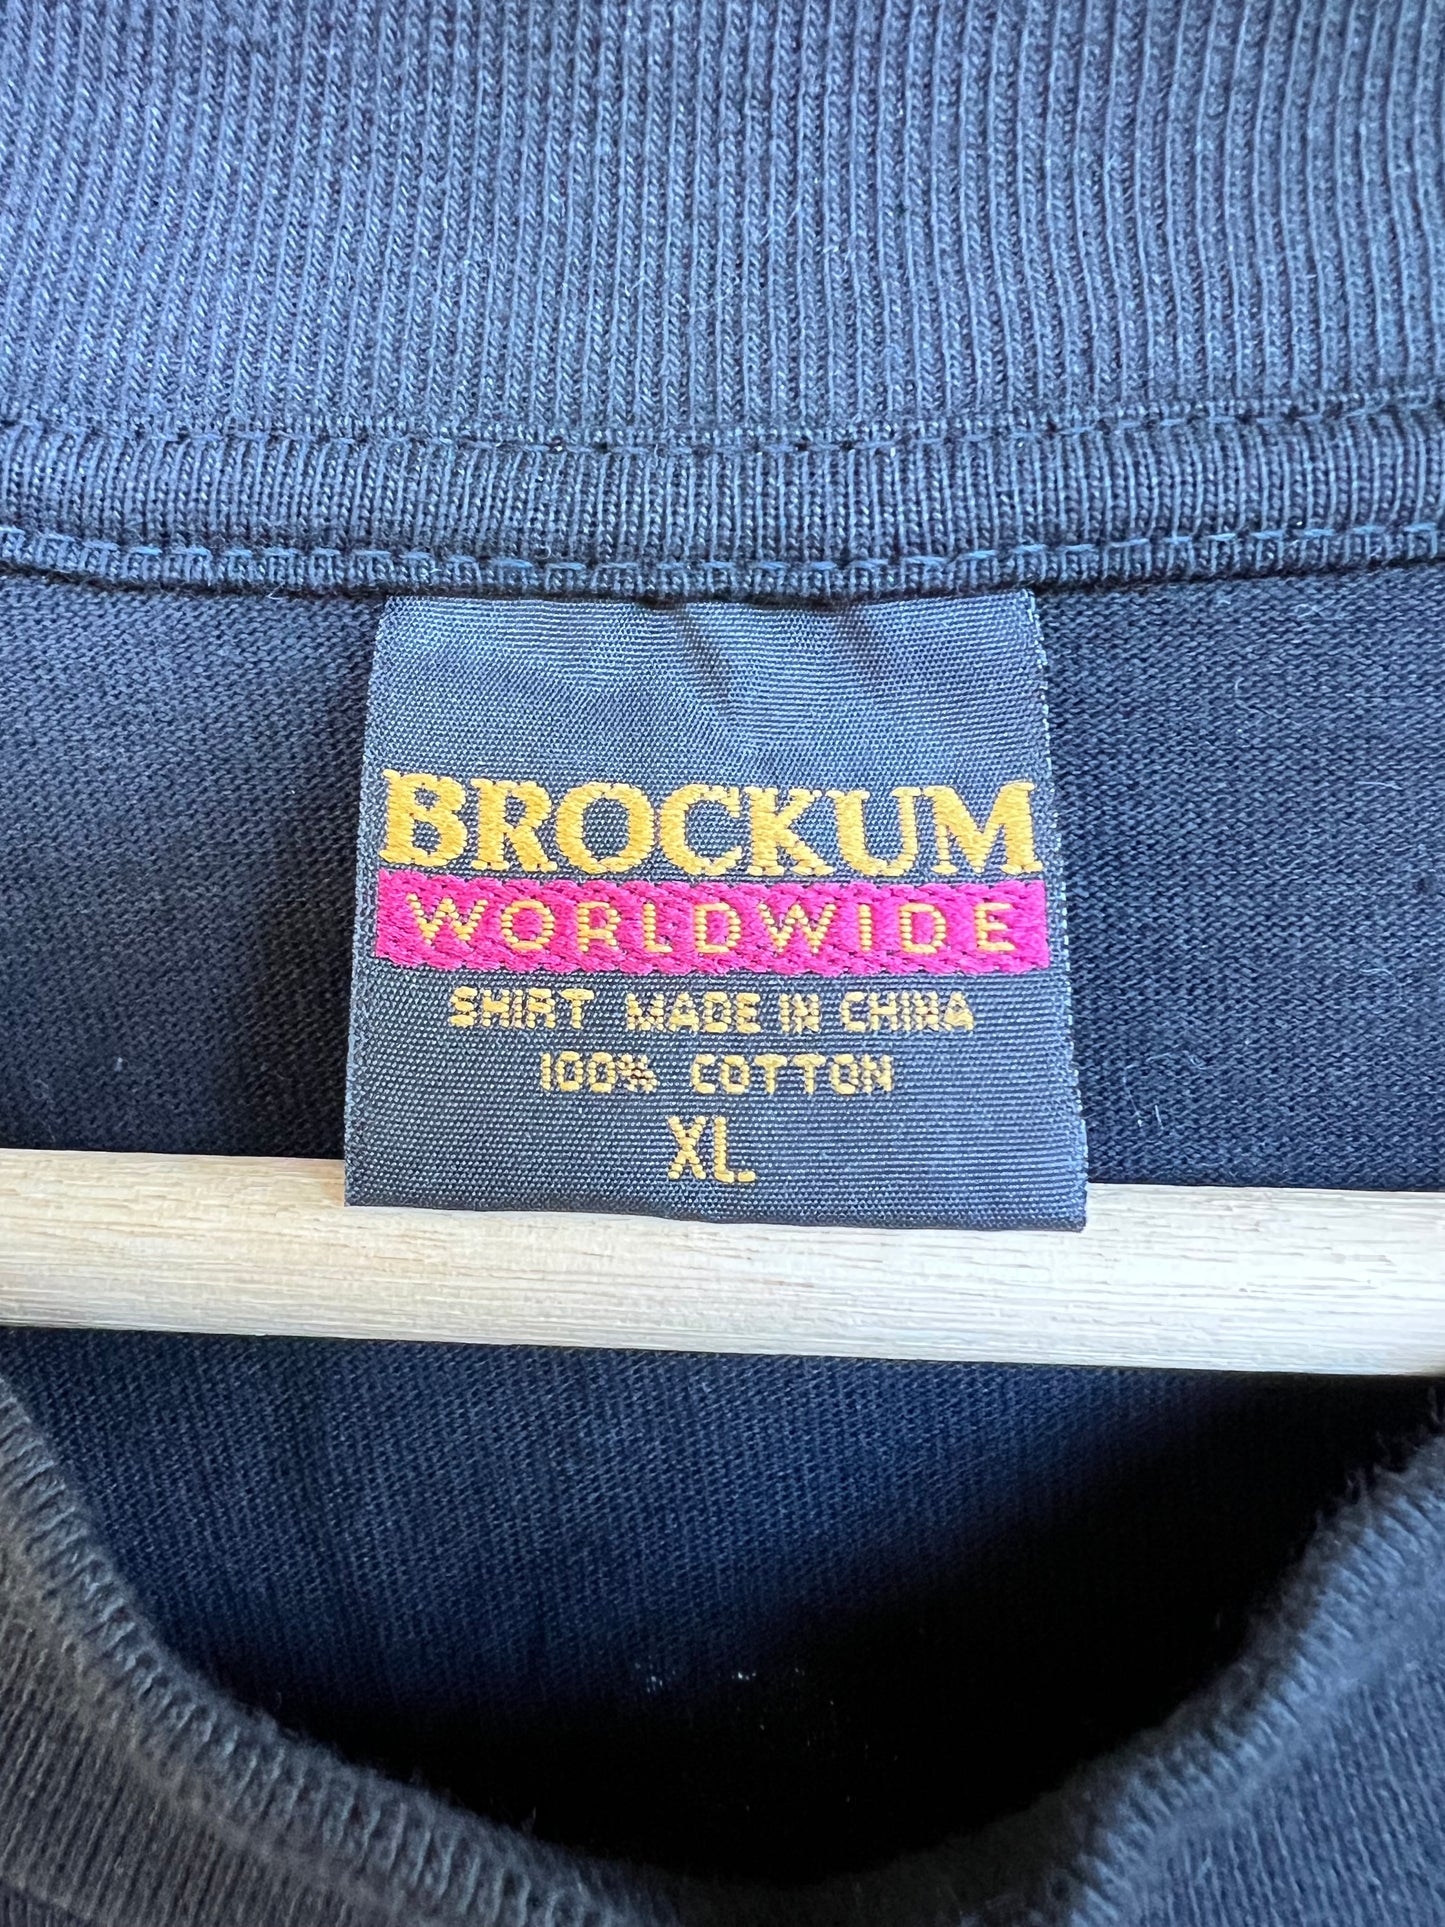 BROCKUM
WORLDWIDE
SHIRT MADE IN CHINA
100% COTTON
XL.